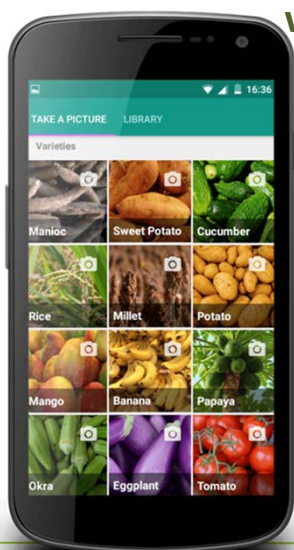 16:36
TAKE A PICTURE LIBRARY
Varieties
Manioc Sweet Potato Cucumber
Rice Millet Potato
Mango Banana Papaya
Okra Eggplant Tomato